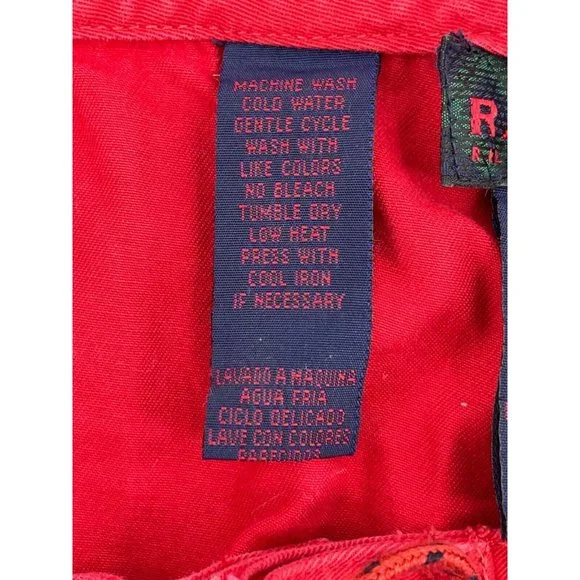 MACHINE WASH
COLD WATER
GENTLE CYCLE
WASH WITH
LIKE COLORS
NO BLEACH
TUMBLE DRY
LOW HEAT
PRESS WITH
COOL IRON
IF NECESSARY
LAVADO A MAQUINA
AGUA FRIA
CICLO DELICADO
LAVE CON COLORES
PARECIDOS
R